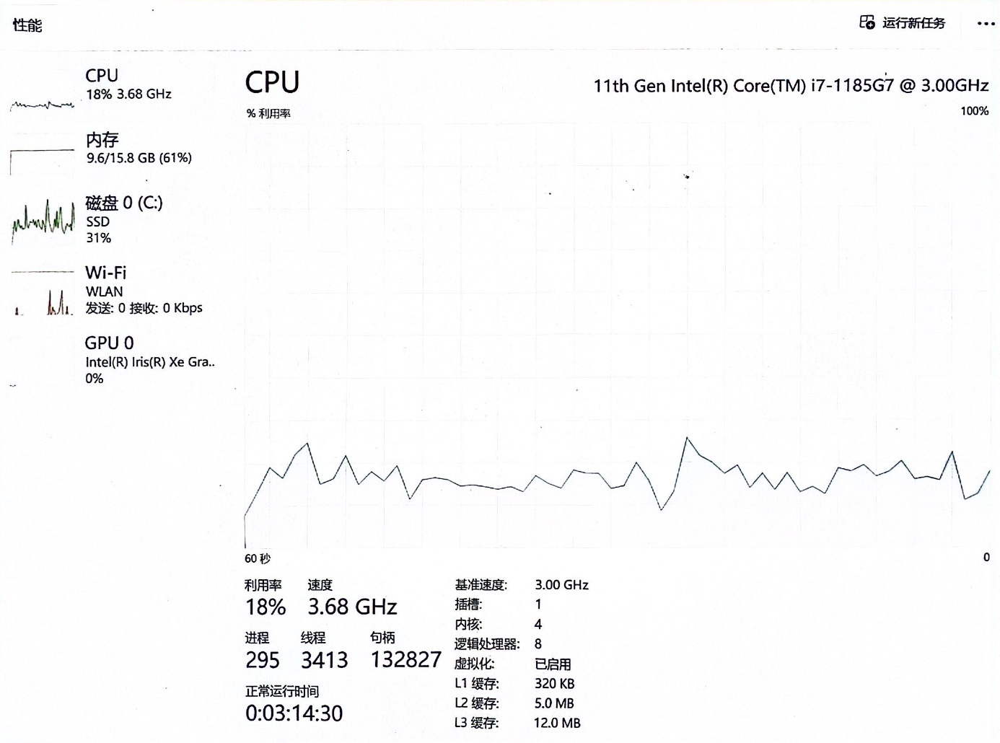 性能
运行新任务
CPU
18% 3.68 GHz
内存
9.6/15.8 GB (61%)
磁盘 0 (C:)
SSD
31%
Wi-Fi
WLAN
发送: 0 接收: 0 Kbps
GPU 0
Intel(R) Iris(R) Xe Gra..
0%
CPU
11th Gen Intel(R) Core(TM) i7-1185G7 @ 3.00GHz
% 利用率
100%
60 秒
0
利用率 速度
18% 3.68 GHz
进程 线程 句柄
295 3413 132827
正常运行时间
0:03:14:30
基准速度: 3.00 GHz
插槽: 1
内核: 4
逻辑处理器: 8
虚拟化: 已启用
L1 缓存: 320 KB
L2 缓存: 5.0 MB
L3 缓存: 12.0 MB